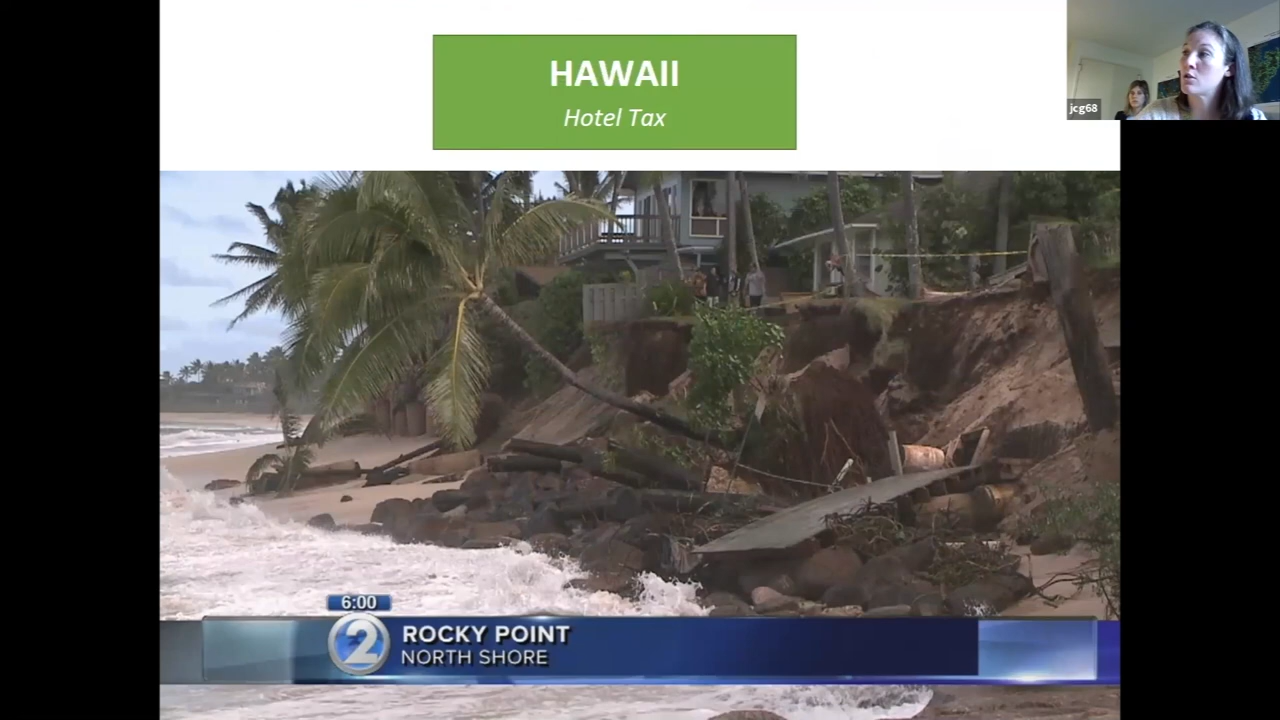 HAWAII
Hotel Tax
jcg68
6:00
2
ROCKY POINT
NORTH SHORE